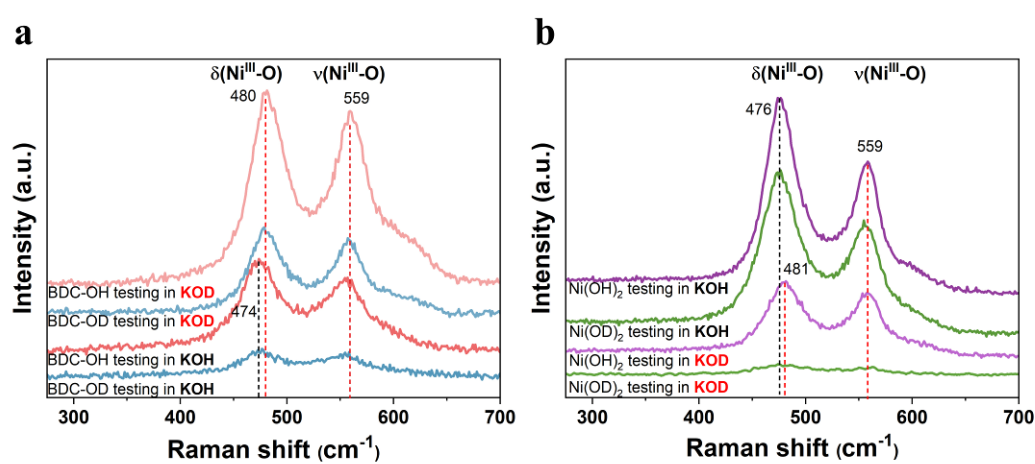 a
δ(Niᴵᴵᴵ-O) ν(Niᴵᴵᴵ-O)
480
559
BDC-OH testing in KOD
474
BDC-OD testing in KOD
BDC-OH testing in KOH
BDC-OD testing in KOH
300 400 500 600 700
Raman shift (cm⁻¹)
Intensity (a.u.)
b
δ(Niᴵᴵᴵ-O) ν(Niᴵᴵᴵ-O)
476
559
481
Ni(OH)₂ testing in KOH
Ni(OD)₂ testing in KOH
Ni(OH)₂ testing in KOD
Ni(OD)₂ testing in KOD
300 400 500 600 700
Raman shift (cm⁻¹)
Intensity (a.u.)